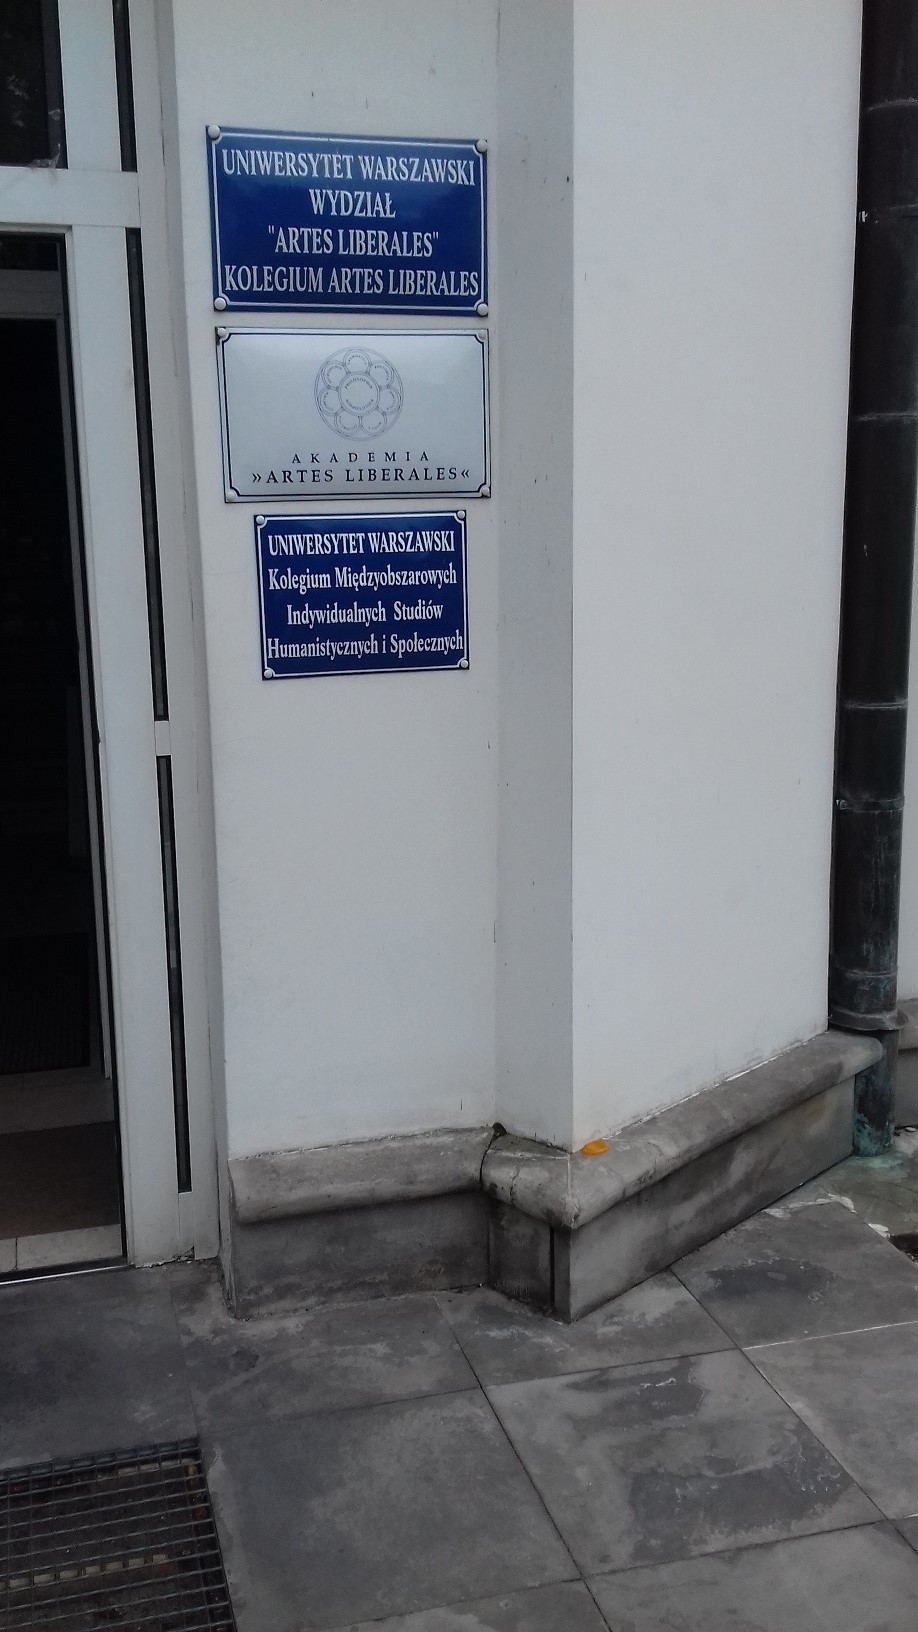 UNIWERSYTET WARSZAWSKI
WYDZIAŁ
"ARTES LIBERALES"
KOLEGIUM ARTES LIBERALES
AKADEMIA
»ARTES LIBERALES«
UNIWERSYTET WARSZAWSKI
Kolegium Międzyobszarowych
Indywidualnych Studiów
Humanistycznych i Społecznych